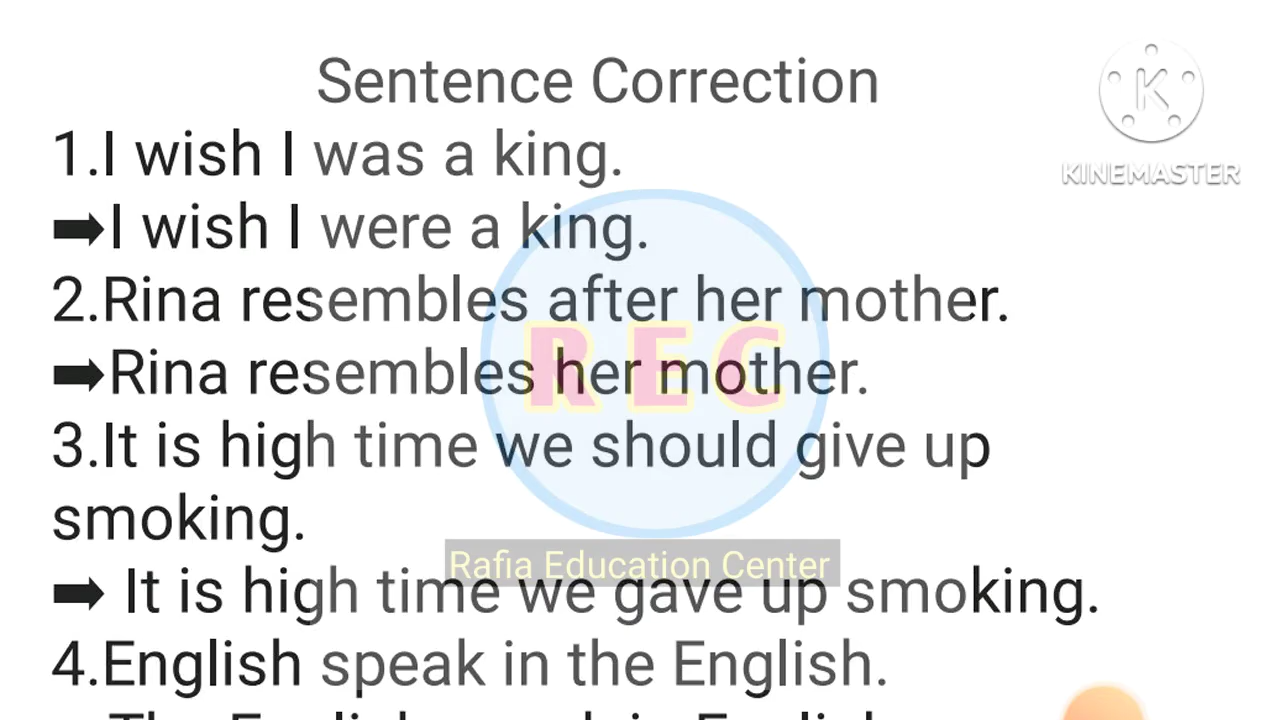 Sentence Correction
KINEMASTER
1.I wish I was a king.
➡I wish I were a king.
2.Rina resembles after her mother.
➡Rina resembles her mother.
REC
3.It is high time we should give up
smoking.
Rafia Education Center
➡ It is high time we gave up smoking.
4.English speak in the English.